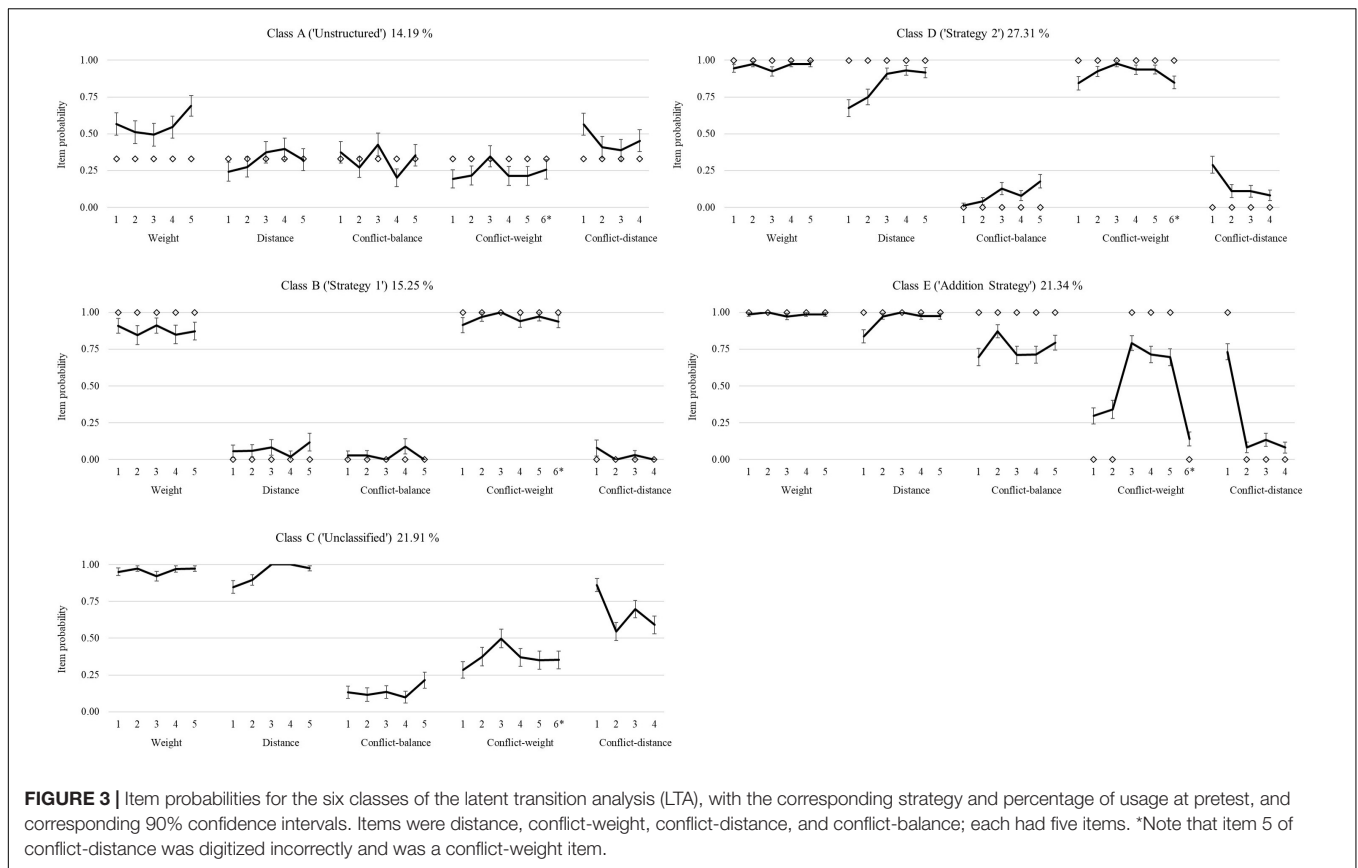 Class A ('Unstructured') 14.19 %
1.00
0.75
0.50
0.25
0.00
Item probability
1 2 3 4 5 1 2 3 4 5 1 2 3 4 5 1 2 3 4 5 6* 1 2 3 4
Weight Distance Conflict-balance Conflict-weight Conflict-distance
Class D ('Strategy 2') 27.31 %
1.00
0.75
0.50
0.25
0.00
Item probability
1 2 3 4 5 1 2 3 4 5 1 2 3 4 5 1 2 3 4 5 6* 1 2 3 4
Weight Distance Conflict-balance Conflict-weight Conflict-distance
Class B ('Strategy 1') 15.25 %
1.00
0.75
0.50
0.25
0.00
Item probability
1 2 3 4 5 1 2 3 4 5 1 2 3 4 5 1 2 3 4 5 6* 1 2 3 4
Weight Distance Conflict-balance Conflict-weight Conflict-distance
Class E ('Addition Strategy') 21.34 %
1.00
0.75
0.50
0.25
0.00
Item probability
1 2 3 4 5 1 2 3 4 5 1 2 3 4 5 1 2 3 4 5 6* 1 2 3 4
Weight Distance Conflict-balance Conflict-weight Conflict-distance
Class C ('Unclassified') 21.91 %
1.00
0.75
0.50
0.25
0.00
Item probability
1 2 3 4 5 1 2 3 4 5 1 2 3 4 5 1 2 3 4 5 6* 1 2 3 4
Weight Distance Conflict-balance Conflict-weight Conflict-distance
FIGURE 3 | Item probabilities for the six classes of the latent transition analysis (LTA), with the corresponding strategy and percentage of usage at pretest, and
corresponding 90% confidence intervals. Items were distance, conflict-weight, conflict-distance, and conflict-balance; each had five items. *Note that item 5 of
conflict-distance was digitized incorrectly and was a conflict-weight item.